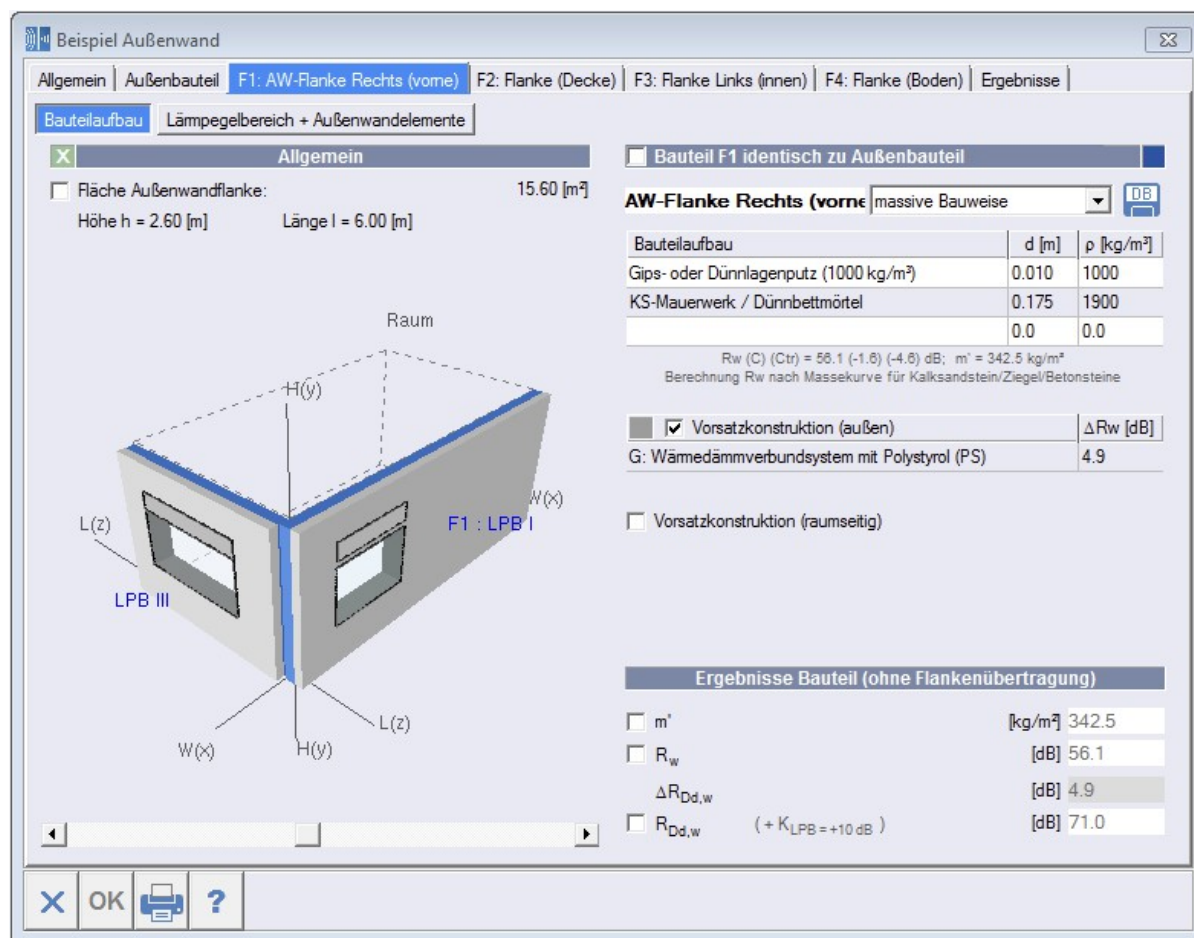 Beispiel Außenwand
Allgemein Außenbauteil F1: AW-Flanke Rechts (vorne) F2: Flanke (Decke) F3: Flanke Links (innen) F4: Flanke (Boden) Ergebnisse
Bauteilaufbau Lärmpegelbereich + Außenwandelemente
X Allgemein
Fläche Außenwandflanke: 15.60 [m²]
Höhe h = 2.60 [m] Länge l = 6.00 [m]
Raum
H(y)
W(x)
L(z)
F1 : LPB I
LPB III
L(z)
W(x)
H(y)
Bauteil F1 identisch zu Außenbauteil
AW-Flanke Rechts (vorne massive Bauweise DB
Bauteilaufbau d [m] ρ [kg/m³]
Gips- oder Dünnlagenputz (1000 kg/m³) 0.010 1000
KS-Mauerwerk / Dünnbettmörtel 0.175 1900
0.0 0.0
Rw (C) (Ctr) = 56.1 (-1.6) (-4.6) dB; m' = 342.5 kg/m²
Berechnung Rw nach Massekurve für Kalksandstein/Ziegel/Betonsteine
Vorsatzkonstruktion (außen) ΔRw [dB]
G: Wärmedämmverbundsystem mit Polystyrol (PS) 4.9
Vorsatzkonstruktion (raumseitig)
Ergebnisse Bauteil (ohne Flankenübertragung)
m' [kg/m²] 342.5
Rw [dB] 56.1
ΔRDd,w [dB] 4.9
RDd,w ( + KLPB = +10 dB ) [dB] 71.0
OK ?